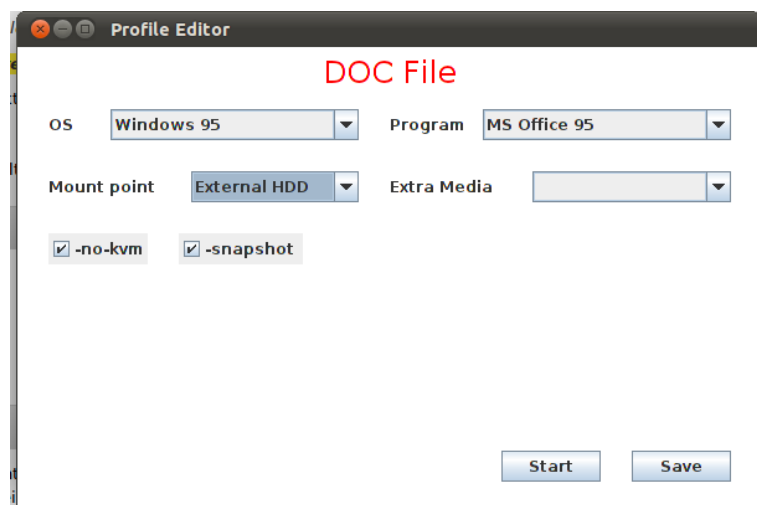 Profile Editor
DOC File
OS Windows 95 Program MS Office 95
Mount point External HDD Extra Media
-no-kvm -snapshot
Start Save